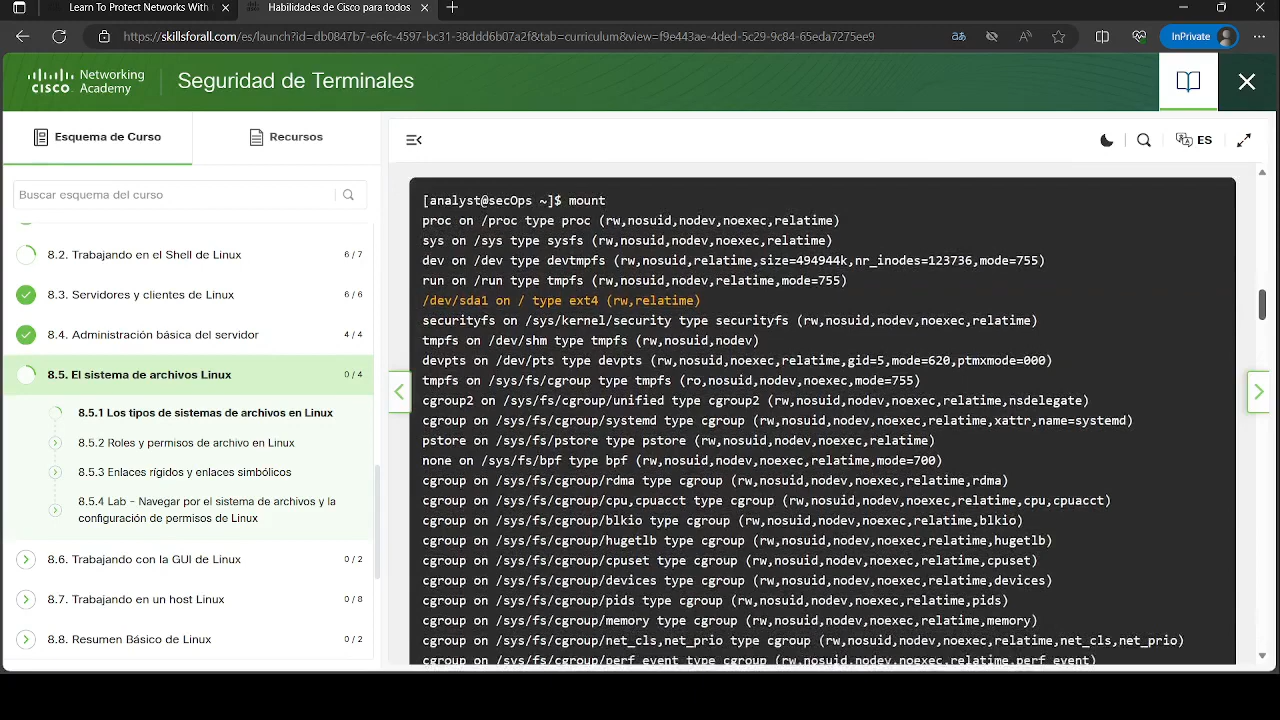 Learn To Protect Networks With
Habilidades de Cisco para todos
https://skillsforall.com/es/launch?id=db0847b7-e6fc-4597-bc31-38ddd6b07a2f&tab=curriculum&view=f9e443ae-4ded-5c29-9c84-65eda7275ee9
InPrivate
CISCO
Networking
Academy
Seguridad de Terminales
Esquema de Curso
Recursos
ES
Buscar esquema del curso
8.2. Trabajando en el Shell de Linux 6 / 7
8.3. Servidores y clientes de Linux 6 / 6
8.4. Administración básica del servidor 4 / 4
8.5. El sistema de archivos Linux 0 / 4
8.5.1 Los tipos de sistemas de archivos en Linux
8.5.2 Roles y permisos de archivo en Linux
8.5.3 Enlaces rígidos y enlaces simbólicos
8.5.4 Lab - Navegar por el sistema de archivos y la
configuración de permisos de Linux
8.6. Trabajando con la GUI de Linux 0 / 2
8.7. Trabajando en un host Linux 0 / 8
8.8. Resumen Básico de Linux 0 / 2
[analyst@secOps ~]$ mount
proc on /proc type proc (rw,nosuid,nodev,noexec,relatime)
sys on /sys type sysfs (rw,nosuid,nodev,noexec,relatime)
dev on /dev type devtmpfs (rw,nosuid,relatime,size=494944k,nr_inodes=123736,mode=755)
run on /run type tmpfs (rw,nosuid,nodev,relatime,mode=755)
/dev/sda1 on / type ext4 (rw,relatime)
securityfs on /sys/kernel/security type securityfs (rw,nosuid,nodev,noexec,relatime)
tmpfs on /dev/shm type tmpfs (rw,nosuid,nodev)
devpts on /dev/pts type devpts (rw,nosuid,noexec,relatime,gid=5,mode=620,ptmxmode=000)
tmpfs on /sys/fs/cgroup type tmpfs (ro,nosuid,nodev,noexec,mode=755)
cgroup2 on /sys/fs/cgroup/unified type cgroup2 (rw,nosuid,nodev,noexec,relatime,nsdelegate)
cgroup on /sys/fs/cgroup/systemd type cgroup (rw,nosuid,nodev,noexec,relatime,xattr,name=systemd)
pstore on /sys/fs/pstore type pstore (rw,nosuid,nodev,noexec,relatime)
none on /sys/fs/bpf type bpf (rw,nosuid,nodev,noexec,relatime,mode=700)
cgroup on /sys/fs/cgroup/rdma type cgroup (rw,nosuid,nodev,noexec,relatime,rdma)
cgroup on /sys/fs/cgroup/cpu,cpuacct type cgroup (rw,nosuid,nodev,noexec,relatime,cpu,cpuacct)
cgroup on /sys/fs/cgroup/blkio type cgroup (rw,nosuid,nodev,noexec,relatime,blkio)
cgroup on /sys/fs/cgroup/hugetlb type cgroup (rw,nosuid,nodev,noexec,relatime,hugetlb)
cgroup on /sys/fs/cgroup/cpuset type cgroup (rw,nosuid,nodev,noexec,relatime,cpuset)
cgroup on /sys/fs/cgroup/devices type cgroup (rw,nosuid,nodev,noexec,relatime,devices)
cgroup on /sys/fs/cgroup/pids type cgroup (rw,nosuid,nodev,noexec,relatime,pids)
cgroup on /sys/fs/cgroup/memory type cgroup (rw,nosuid,nodev,noexec,relatime,memory)
cgroup on /sys/fs/cgroup/net_cls,net_prio type cgroup (rw,nosuid,nodev,noexec,relatime,net_cls,net_prio)
cgroup on /sys/fs/cgroup/perf_event type cgroup (rw,nosuid,nodev,noexec,relatime,perf_event)